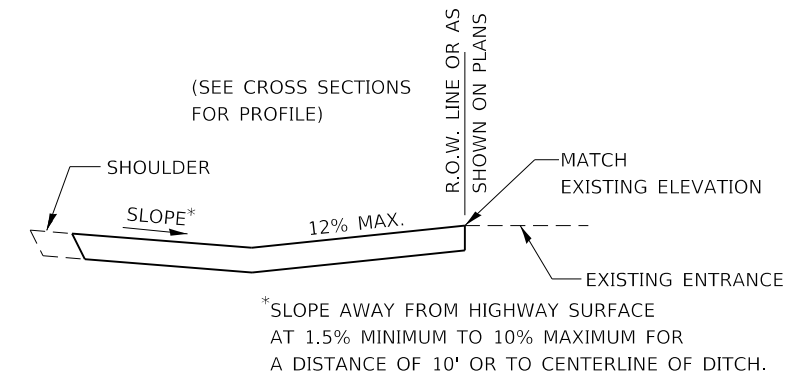 R.O.W. LINE OR AS
SHOWN ON PLANS
(SEE CROSS SECTIONS
FOR PROFILE)
SHOULDER
MATCH
EXISTING ELEVATION
SLOPE*
12% MAX.
EXISTING ENTRANCE
*SLOPE AWAY FROM HIGHWAY SURFACE
AT 1.5% MINIMUM TO 10% MAXIMUM FOR
A DISTANCE OF 10' OR TO CENTERLINE OF DITCH.